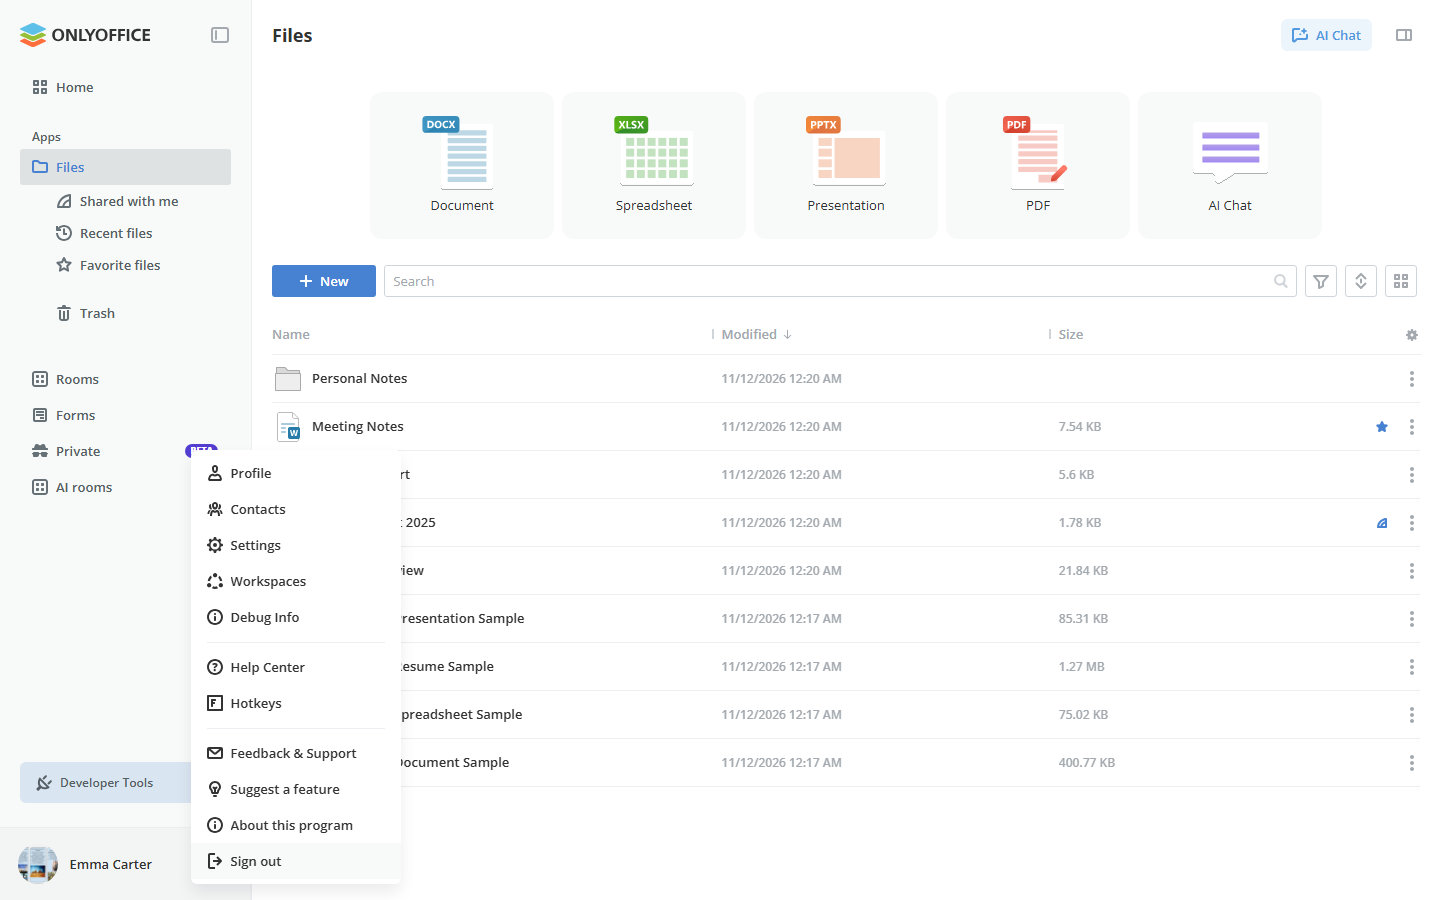 ONLYOFFICE
Home
Apps
Files
Shared with me
Recent files
Favorite files
Trash
Rooms
Forms
Private
AI rooms
Developer Tools
Emma Carter
Profile
Contacts
Settings
Workspaces
Debug Info
Help Center
Hotkeys
Feedback & Support
Suggest a feature
About this program
Sign out
Files
AI Chat
DOCX
Document
XLSX
Spreadsheet
PPTX
Presentation
PDF
PDF
AI Chat
New
Search
Name Modified Size
Personal Notes 11/12/2026 12:20 AM
Meeting Notes 11/12/2026 12:20 AM 7.54 KB
11/12/2026 12:20 AM 5.6 KB
2025 11/12/2026 12:20 AM 1.78 KB
11/12/2026 12:20 AM 21.84 KB
Presentation Sample 11/12/2026 12:17 AM 85.31 KB
Resume Sample 11/12/2026 12:17 AM 1.27 MB
preadsheet Sample 11/12/2026 12:17 AM 75.02 KB
Document Sample 11/12/2026 12:17 AM 400.77 KB